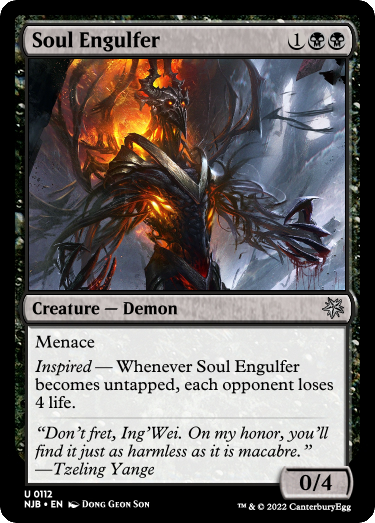 Soul Engulfer 1
Creature — Demon
Menace
Inspired — Whenever Soul Engulfer
becomes untapped, each opponent loses
4 life.
“Don’t fret, Ing’Wei. On my honor, you’ll
find it just as harmless as it is macabre.”
—Tzeling Yange
0/4
U 0112
NJB • EN Dong Geon Son
™ & © 2022 CanterburyEgg